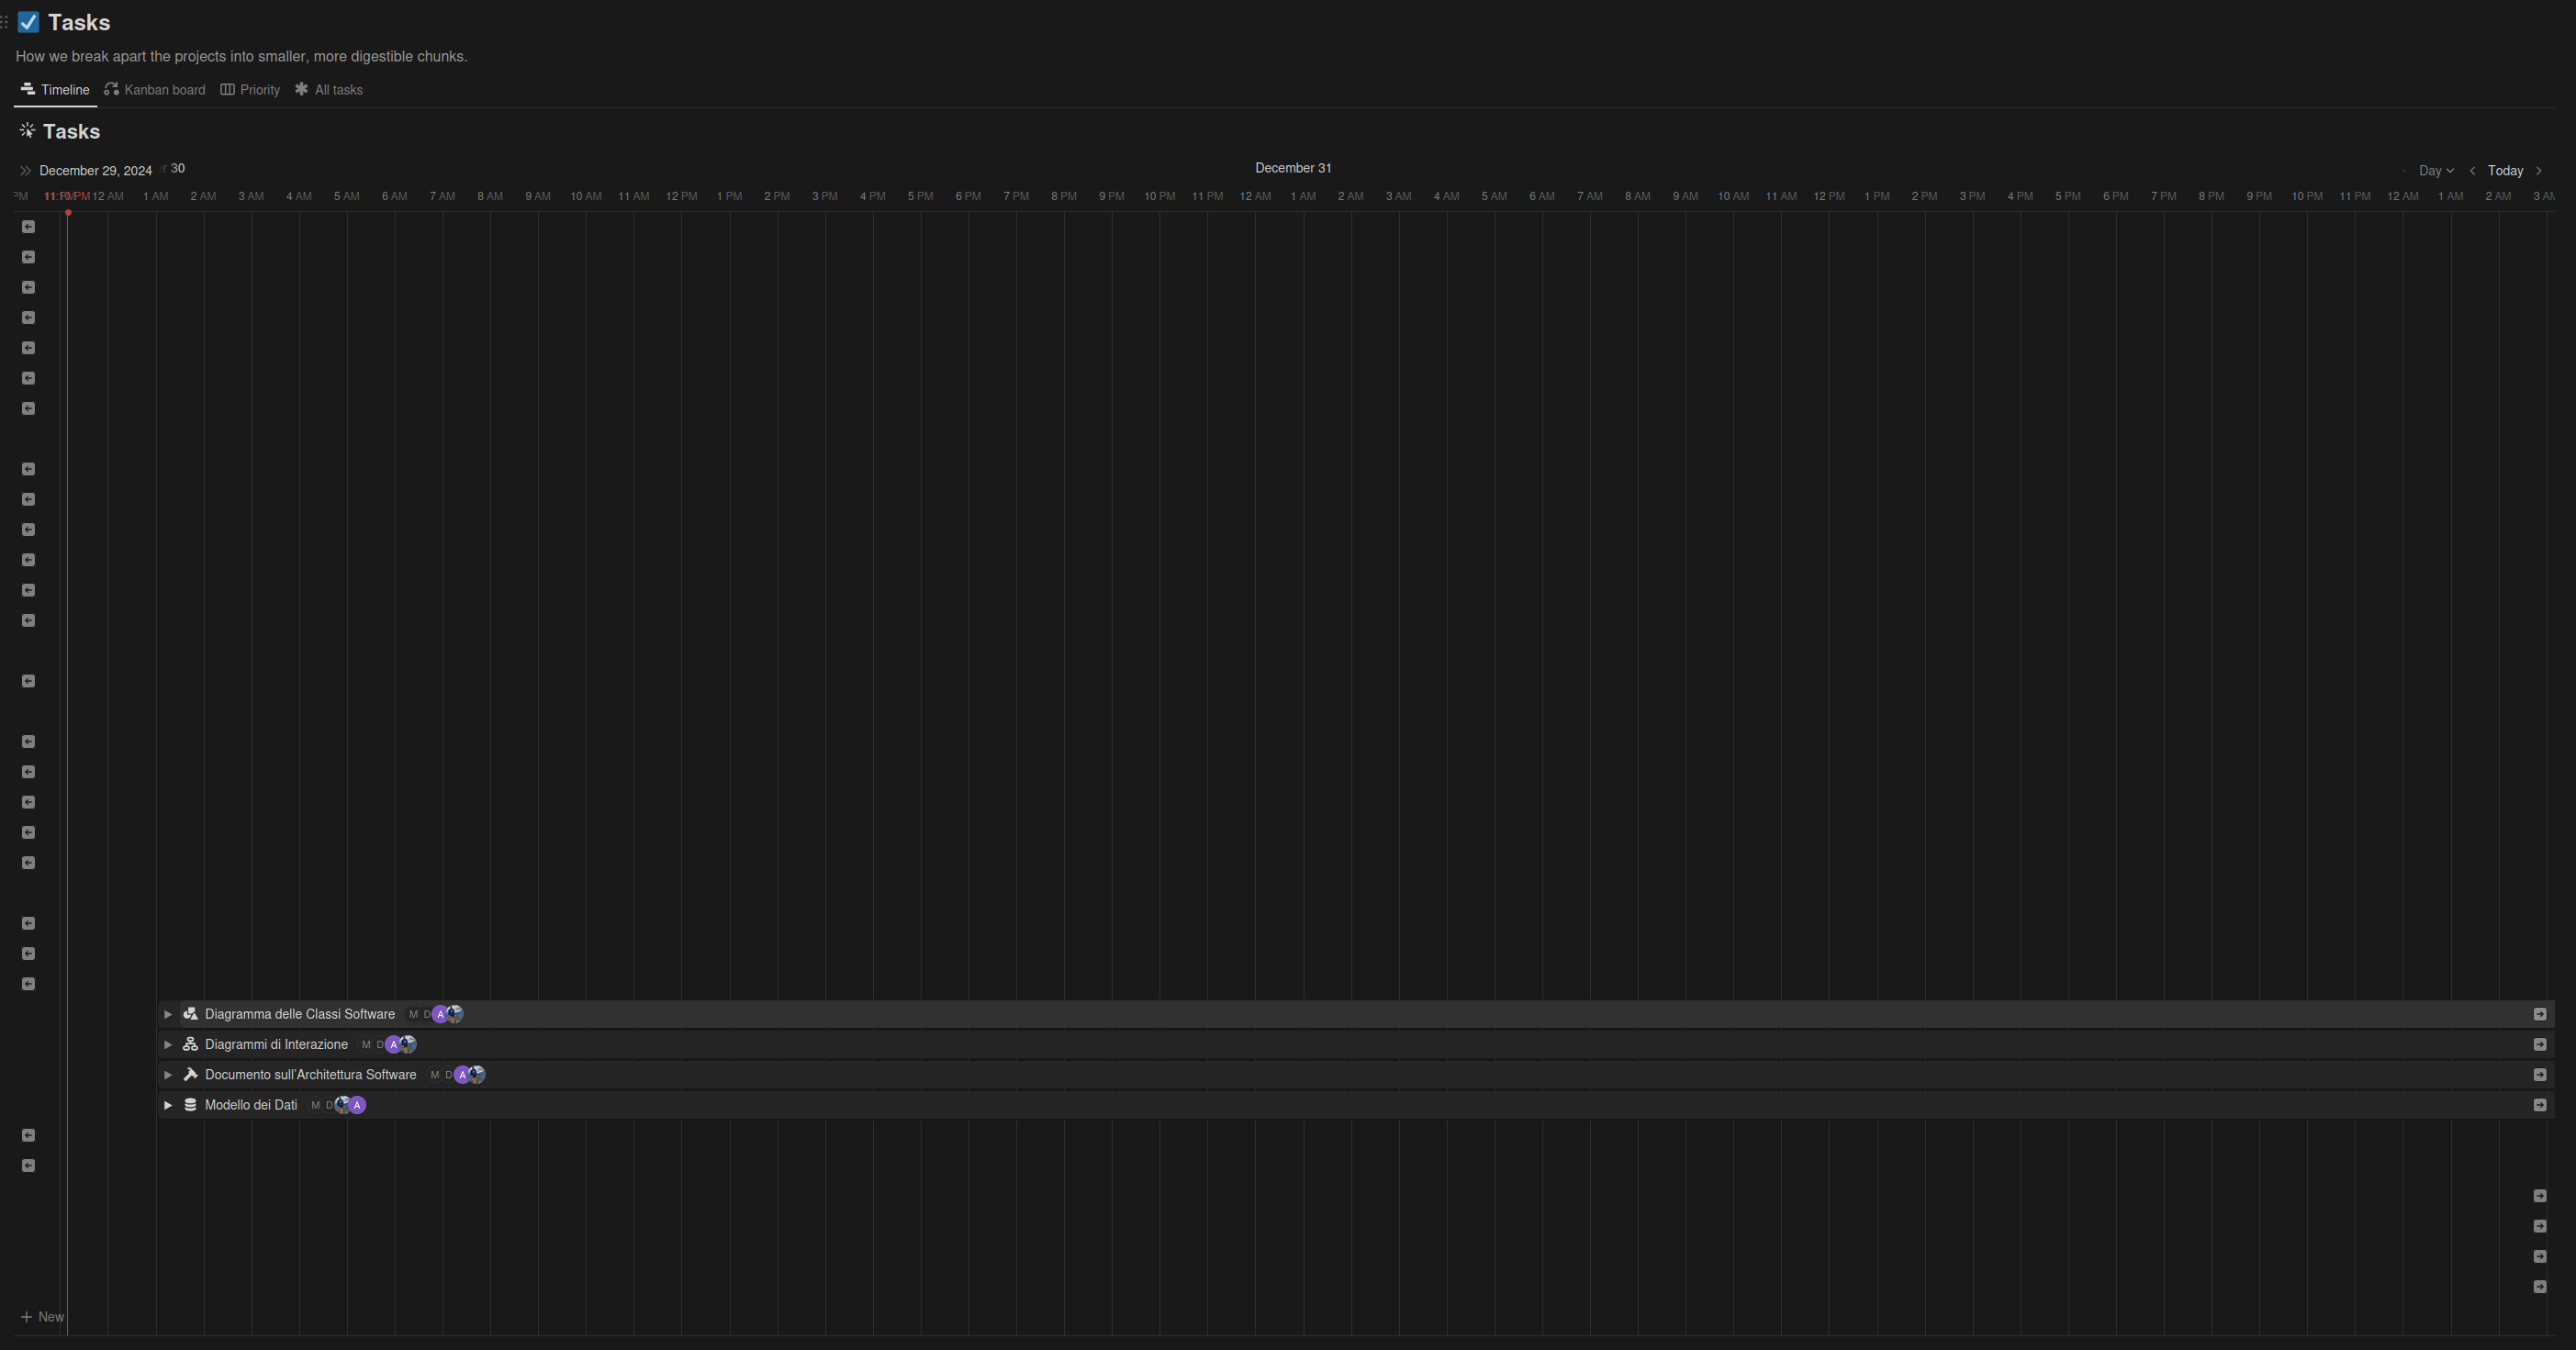 Tasks
How we break apart the projects into smaller, more digestible chunks.
Timeline Kanban board Priority All tasks
Tasks
December 29, 2024 30 December 31 Day Today
PM 12 AM 1 AM 2 AM 3 AM 4 AM 5 AM 6 AM 7 AM 8 AM 9 AM 10 AM 11 AM 12 PM 1 PM 2 PM 3 PM 4 PM 5 PM 6 PM 7 PM 8 PM 9 PM 10 PM 11 PM 12 AM 1 AM 2 AM 3 AM 4 AM 5 AM 6 AM 7 AM 8 AM 9 AM 10 AM 11 AM 12 PM 1 PM 2 PM 3 PM 4 PM 5 PM 6 PM 7 PM 8 PM 9 PM 10 PM 11 PM 12 AM 1 AM 2 AM 3 AM
Diagramma delle Classi Software M D A
Diagrammi di Interazione M D A
Documento sull'Architettura Software M D A
Modello dei Dati M D A
New